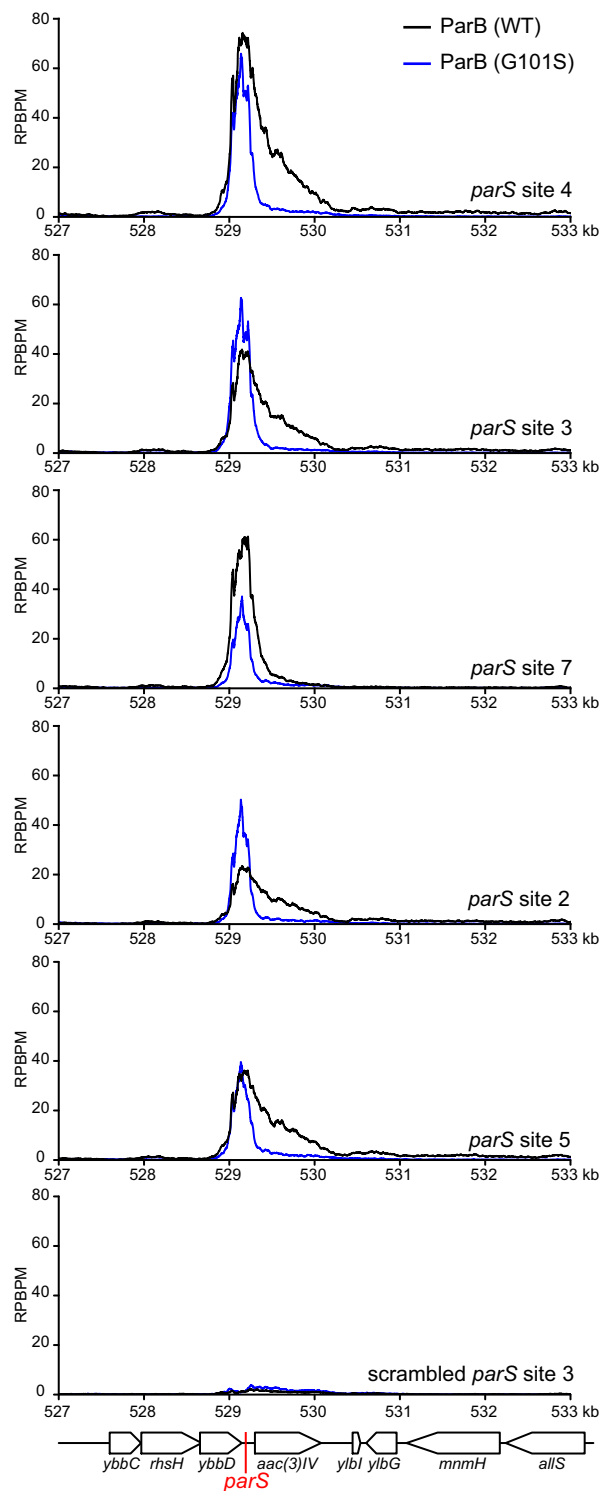 ParB (WT)
ParB (G101S)
80
60
40
20
0
RPBPM
parS site 4
527 528 529 530 531 532 533 kb
80
60
40
20
0
RPBPM
parS site 3
527 528 529 530 531 532 533 kb
80
60
40
20
0
RPBPM
parS site 7
527 528 529 530 531 532 533 kb
80
60
40
20
0
RPBPM
parS site 2
527 528 529 530 531 532 533 kb
80
60
40
20
0
RPBPM
parS site 5
527 528 529 530 531 532 533 kb
80
60
40
20
0
RPBPM
scrambled parS site 3
527 528 529 530 531 532 533 kb
ybbC rhsH ybbD aac(3)IV ylbI ylbG mnmH allS
parS